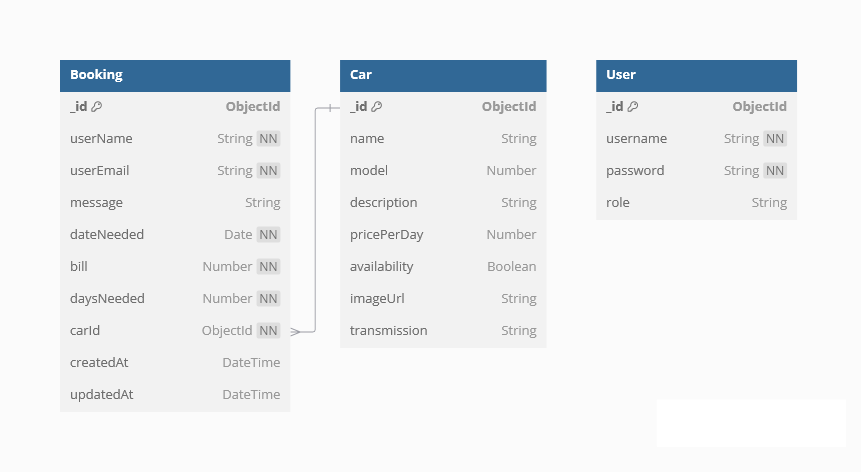 Booking
_id ObjectId
userName String NN
userEmail String NN
message String
dateNeeded Date NN
bill Number NN
daysNeeded Number NN
carId ObjectId NN
createdAt DateTime
updatedAt DateTime
Car
_id ObjectId
name String
model Number
description String
pricePerDay Number
availability Boolean
imageUrl String
transmission String
User
_id ObjectId
username String NN
password String NN
role String